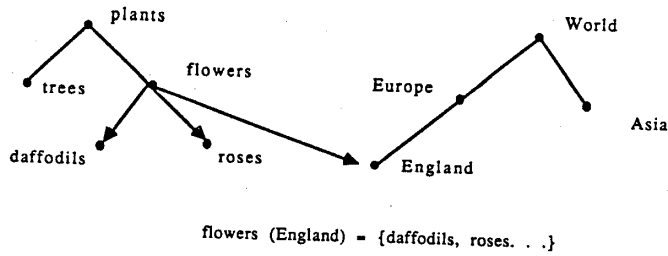 plants
World
flowers
Europe
trees
Asia
daffodils
roses
England
flowers (England) = {daffodils, roses. . .}